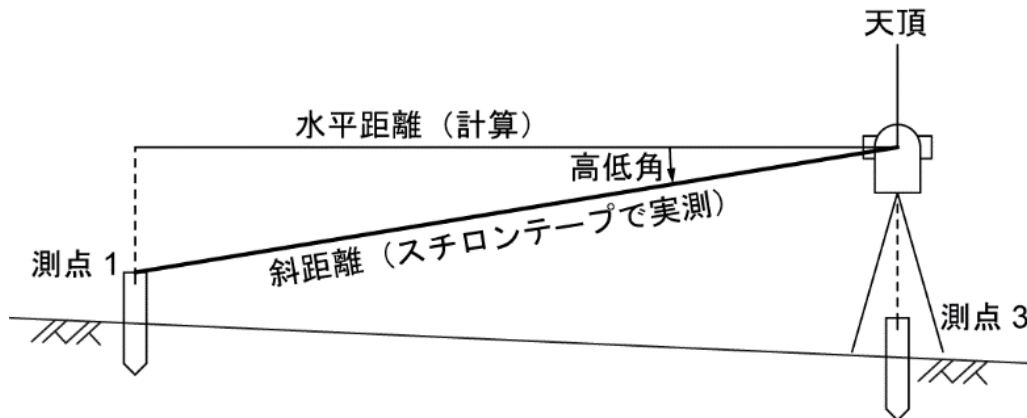 天頂
水平距離（計算）
高低角
斜距離（スチロンテープで実測）
測点 1
測点 3